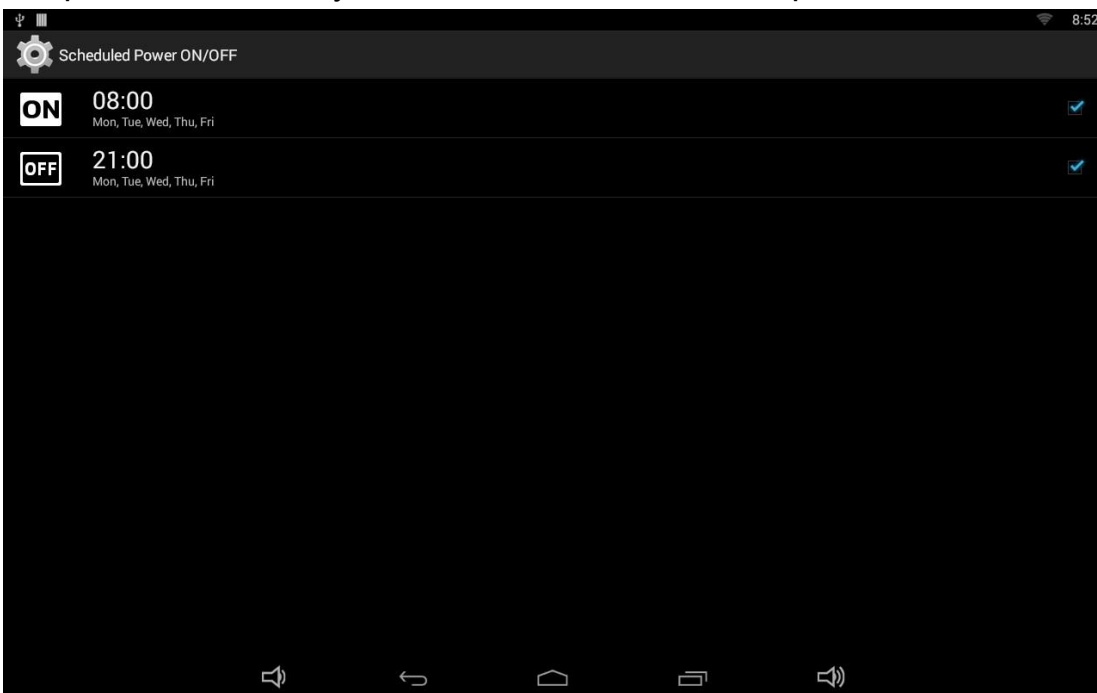 8:52
Scheduled Power ON/OFF
ON
08:00
Mon, Tue, Wed, Thu, Fri
OFF
21:00
Mon, Tue, Wed, Thu, Fri